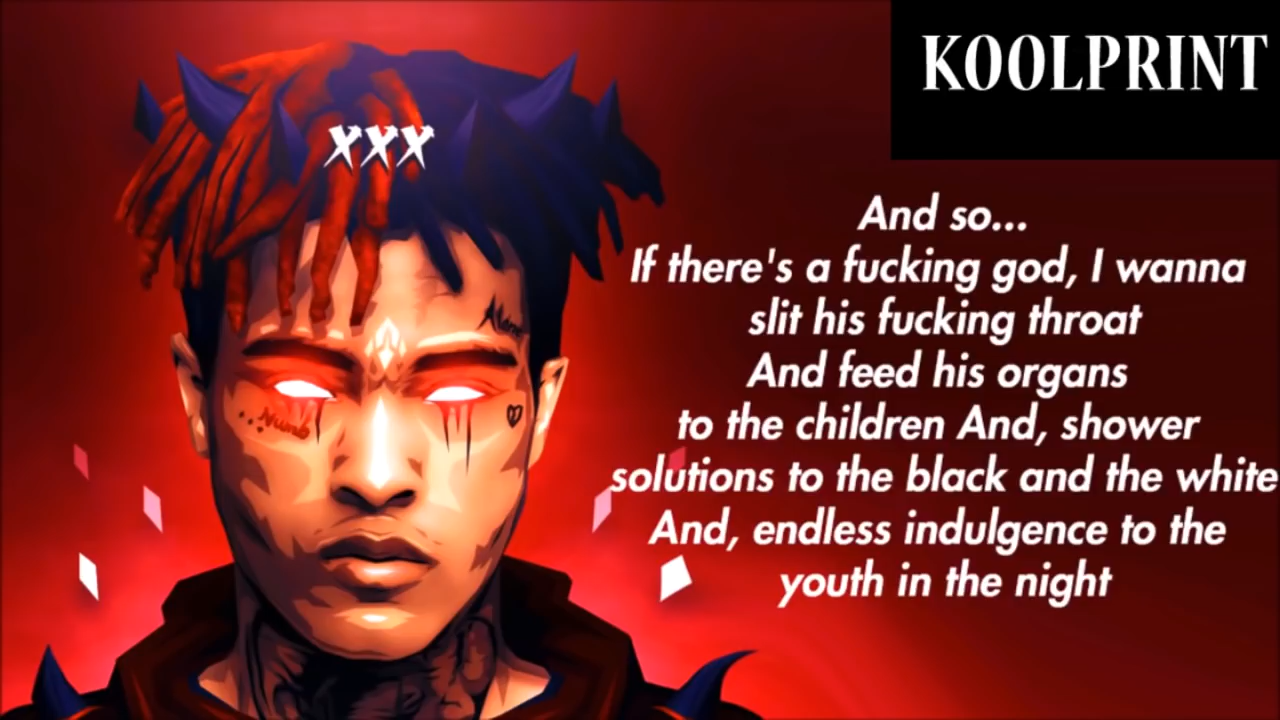 KOOLPRINT
xxx
And so...
If there's a fucking god, I wanna
slit his fucking throat
And feed his organs
to the children And, shower
solutions to the black and the white
And, endless indulgence to the
youth in the night
Numb